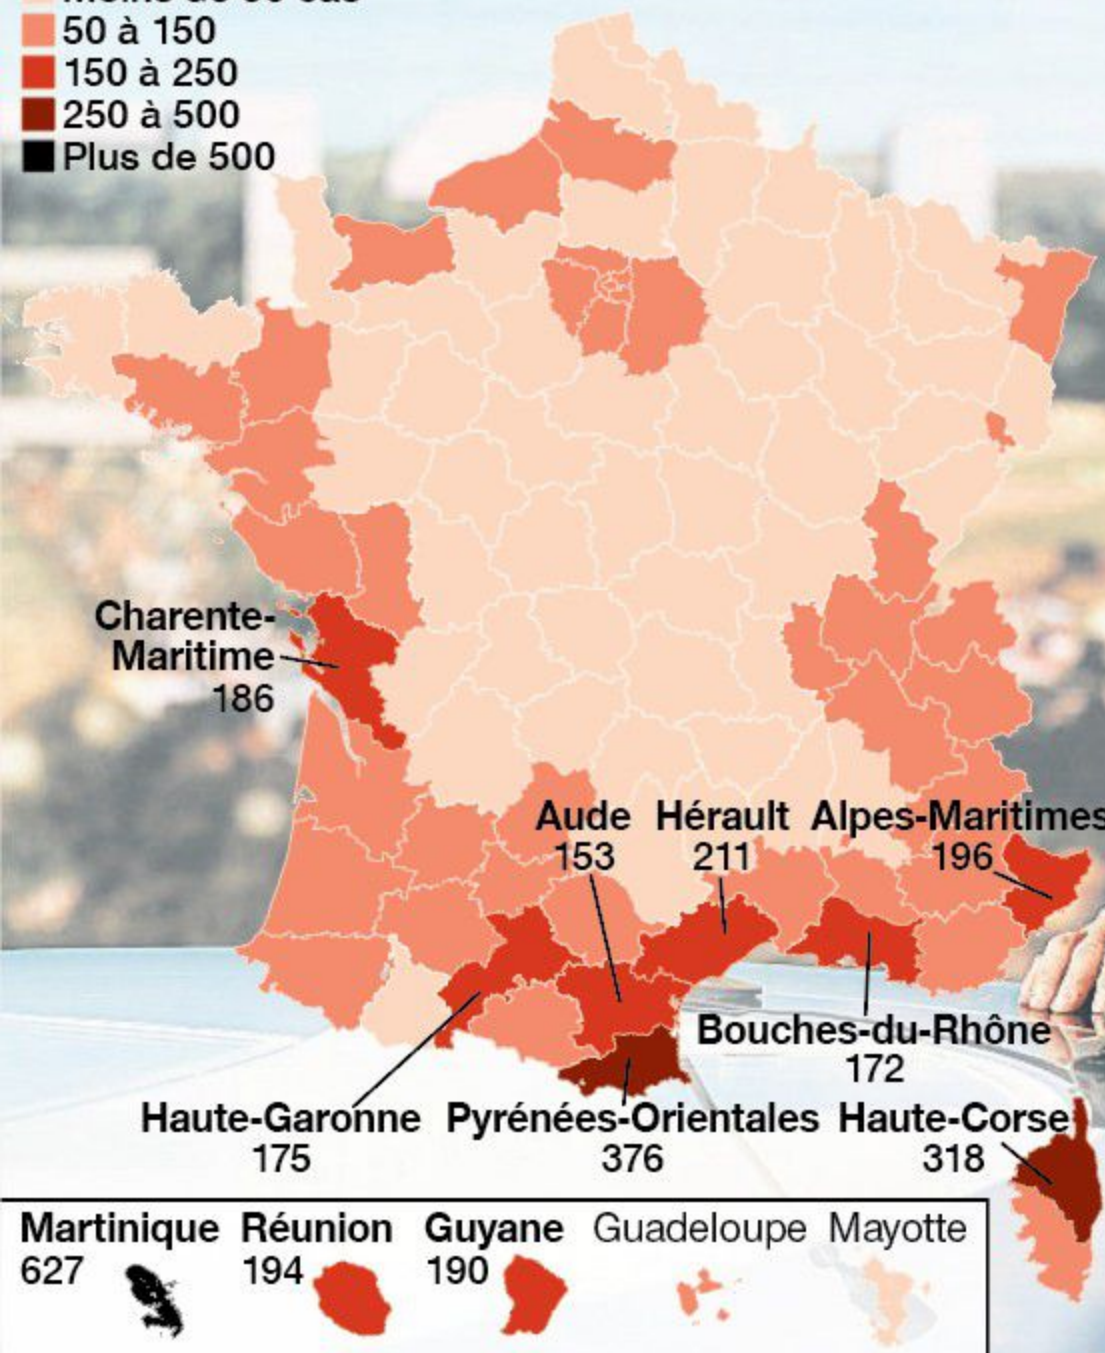 50 à 150
150 à 250
250 à 500
Plus de 500
Charente-
Maritime
186
Aude
153
Hérault
211
Alpes-Maritimes
196
Bouches-du-Rhône
172
Haute-Garonne
175
Pyrénées-Orientales
376
Haute-Corse
318
Martinique
627
Réunion
194
Guyane
190
Guadeloupe
Mayotte